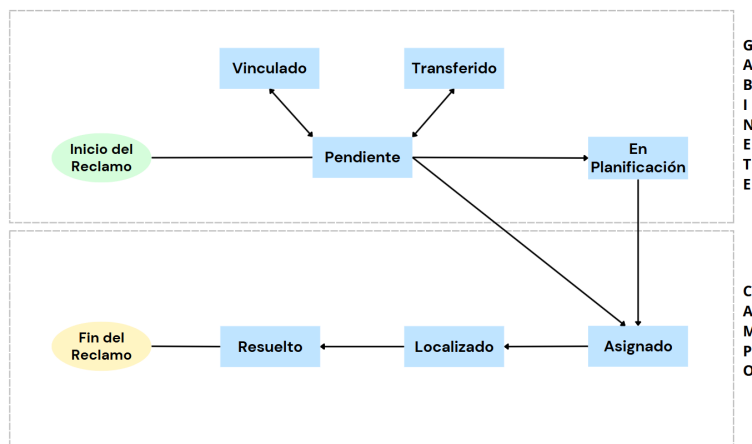 Vinculado
Transferido
Inicio del
Reclamo
Pendiente
En
Planificación
G
A
B
I
N
E
T
E
Fin del
Reclamo
Resuelto
Localizado
Asignado
C
A
M
P
O